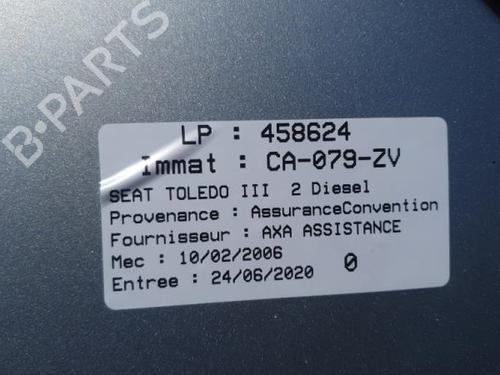 B-PARTS
LP : 458624
Immat : CA-079-ZV
SEAT TOLEDO III 2 Diesel
Provenance : AssuranceConvention
Fournisseur : AXA ASSISTANCE
Mec : 10/02/2006
Entree : 24/06/2020 0